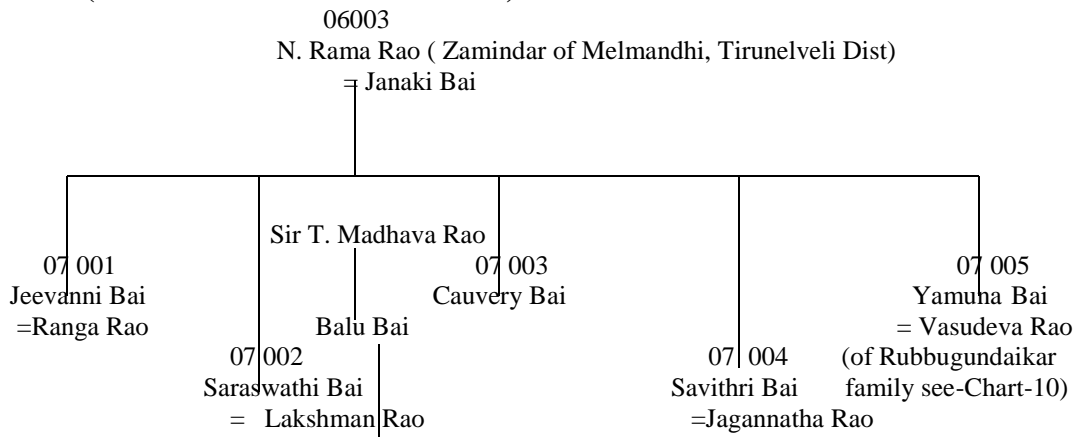 06003
N. Rama Rao ( Zamindar of Melmandhi, Tirunelveli Dist)
= Janaki Bai
Sir T. Madhava Rao
07 001
07 003
07 005
Jeevanni Bai
Cauvery Bai
Yamuna Bai
=Ranga Rao
Balu Bai
= Vasudeva Rao
07 002
07 004
(of Rubbugundaikar
Saraswathi Bai
Savithri Bai
family see-Chart-10)
= Lakshman Rao
=Jagannatha Rao